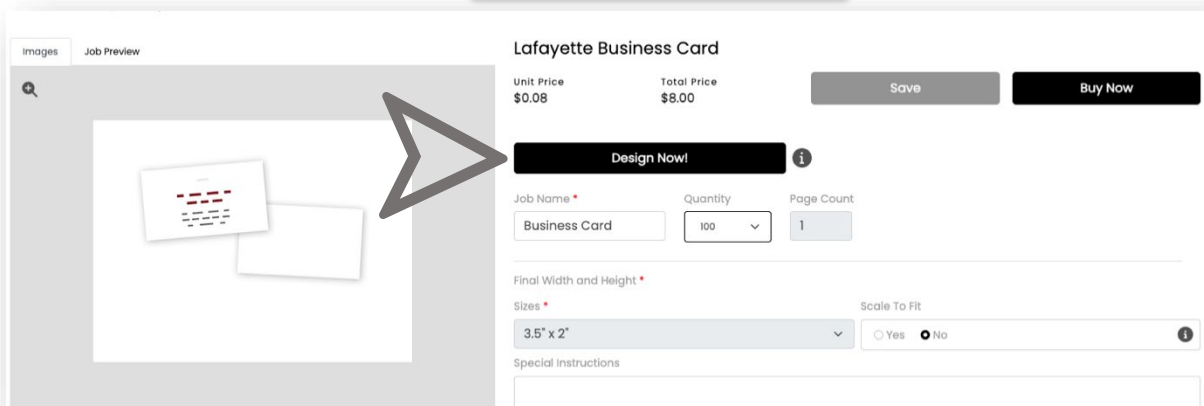 Images Job Preview
Lafayette Business Card
Unit Price Total Price
$0.08 $8.00
Save Buy Now
Design Now!
Job Name * Quantity Page Count
Business Card 100 1
Final Width and Height *
Sizes * Scale To Fit
3.5" x 2" Yes No
Special Instructions